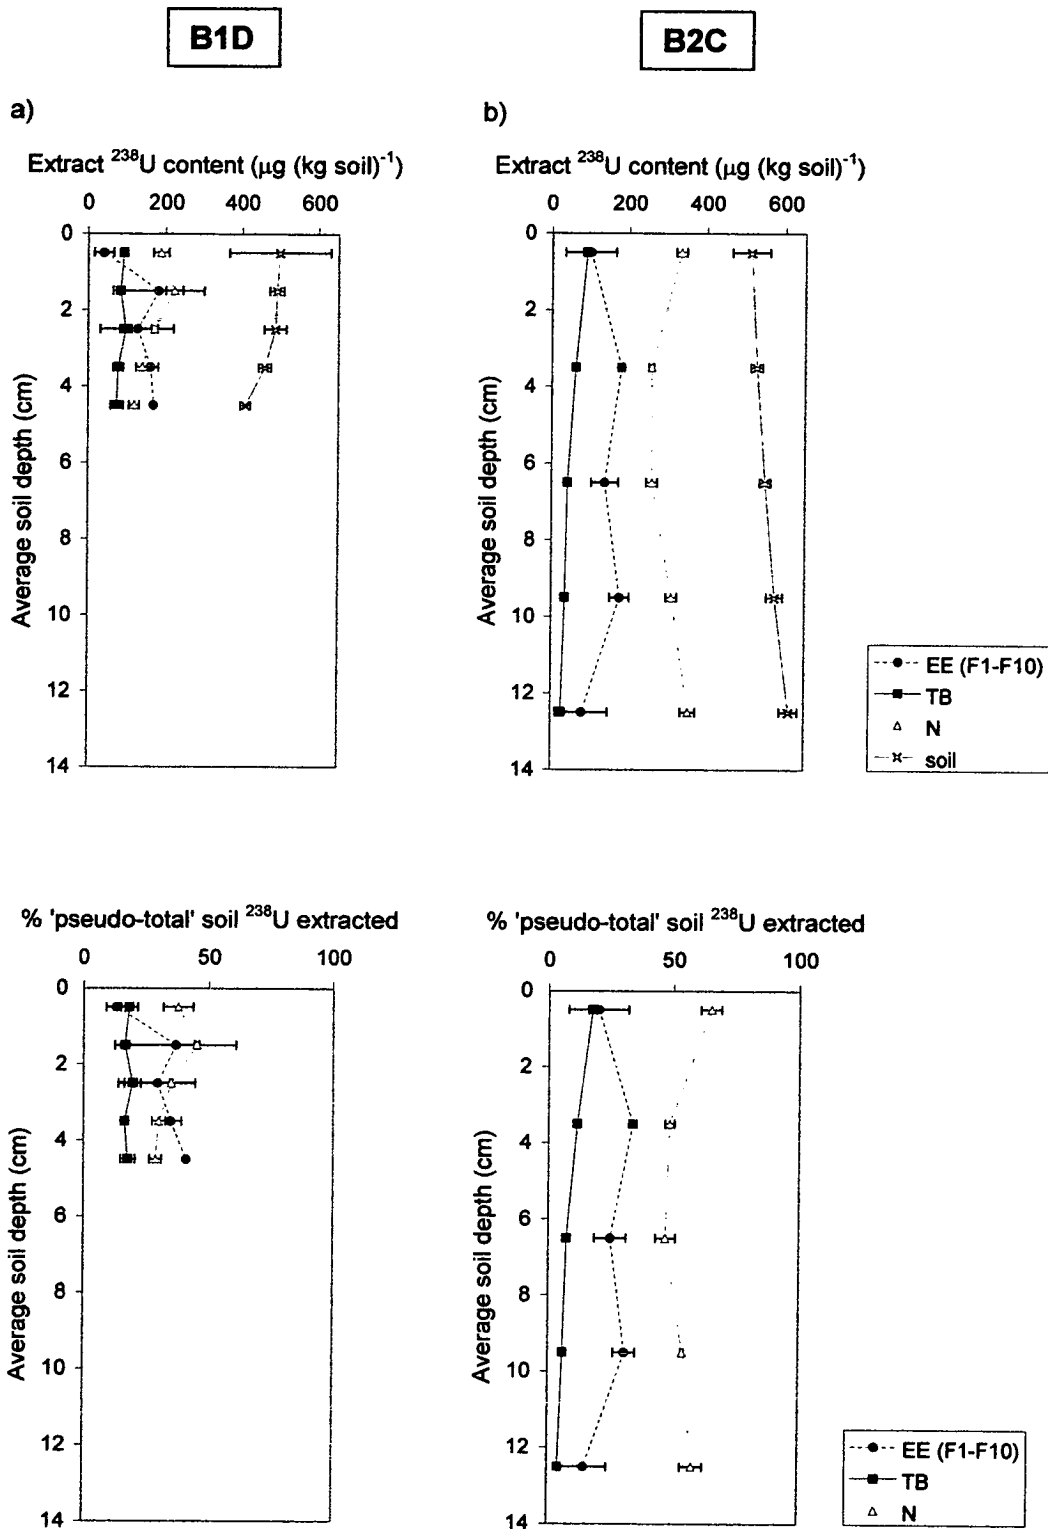 B1D
B2C
a)
b)
Extract ²³⁸U content (μg (kg soil)⁻¹)
0 200 400 600
Average soil depth (cm)
0
2
4
6
8
10
12
14
Extract ²³⁸U content (μg (kg soil)⁻¹)
0 200 400 600
Average soil depth (cm)
0
2
4
6
8
10
12
14
EE (F1-F10)
TB
N
soil
% 'pseudo-total' soil ²³⁸U extracted
0 50 100
Average soil depth (cm)
0
2
4
6
8
10
12
14
% 'pseudo-total' soil ²³⁸U extracted
0 50 100
Average soil depth (cm)
0
2
4
6
8
10
12
14
EE (F1-F10)
TB
N